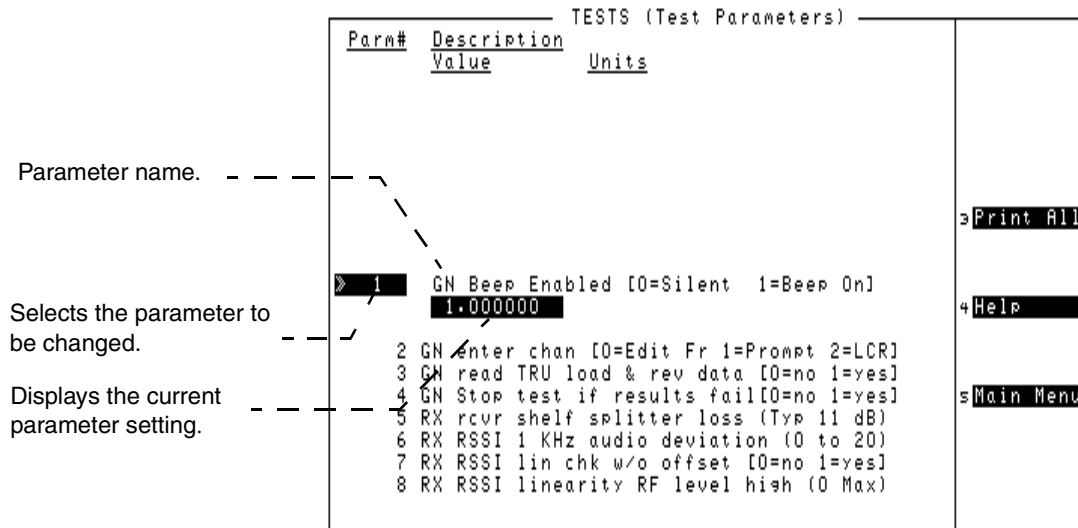 TESTS (Test Parameters)
Parm# Description
Value Units
Parameter name.
3 Print All
» 1 GN Beep Enabled [0=Silent 1=Beep On]
1.000000
Selects the parameter to
be changed.
4 Help
2 GN enter chan [0=Edit Fr 1=Prompt 2=LCR]
3 GN read TRU load & rev data [0=no 1=yes]
Displays the current
parameter setting.
4 GN Stop test if results fail[0=no 1=yes]
5 Main Menu
5 RX rcvr shelf splitter loss (Typ 11 dB)
6 RX RSSI 1 KHz audio deviation (0 to 20)
7 RX RSSI lin chk w/o offset [0=no 1=yes]
8 RX RSSI linearity RF level high (0 Max)